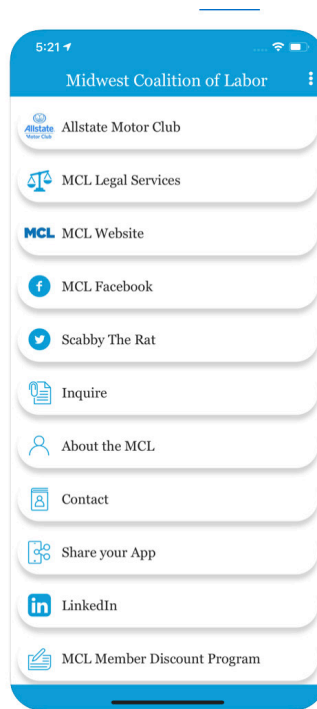 5:21
Midwest Coalition of Labor
Allstate
Motor Club
Allstate Motor Club
MCL Legal Services
MCL
MCL Website
f
MCL Facebook
Scabby The Rat
Inquire
About the MCL
Contact
Share your App
in
LinkedIn
MCL Member Discount Program